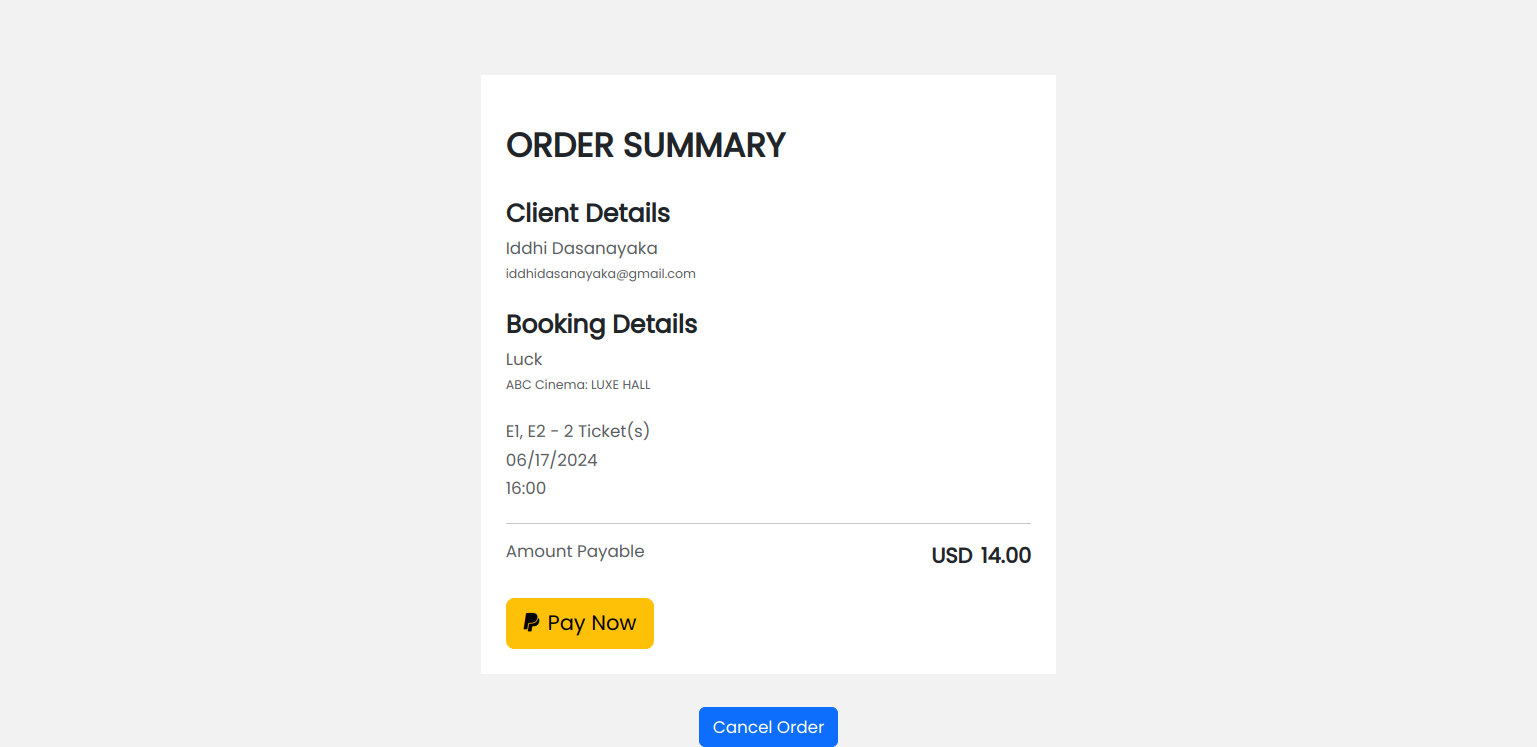 ORDER SUMMARY
Client Details
Iddhi Dasanayaka
iddhidasanayaka@gmail.com
Booking Details
Luck
ABC Cinema: LUXE HALL
E1, E2 - 2 Ticket(s)
06/17/2024
16:00
Amount Payable USD 14.00
Pay Now
Cancel Order